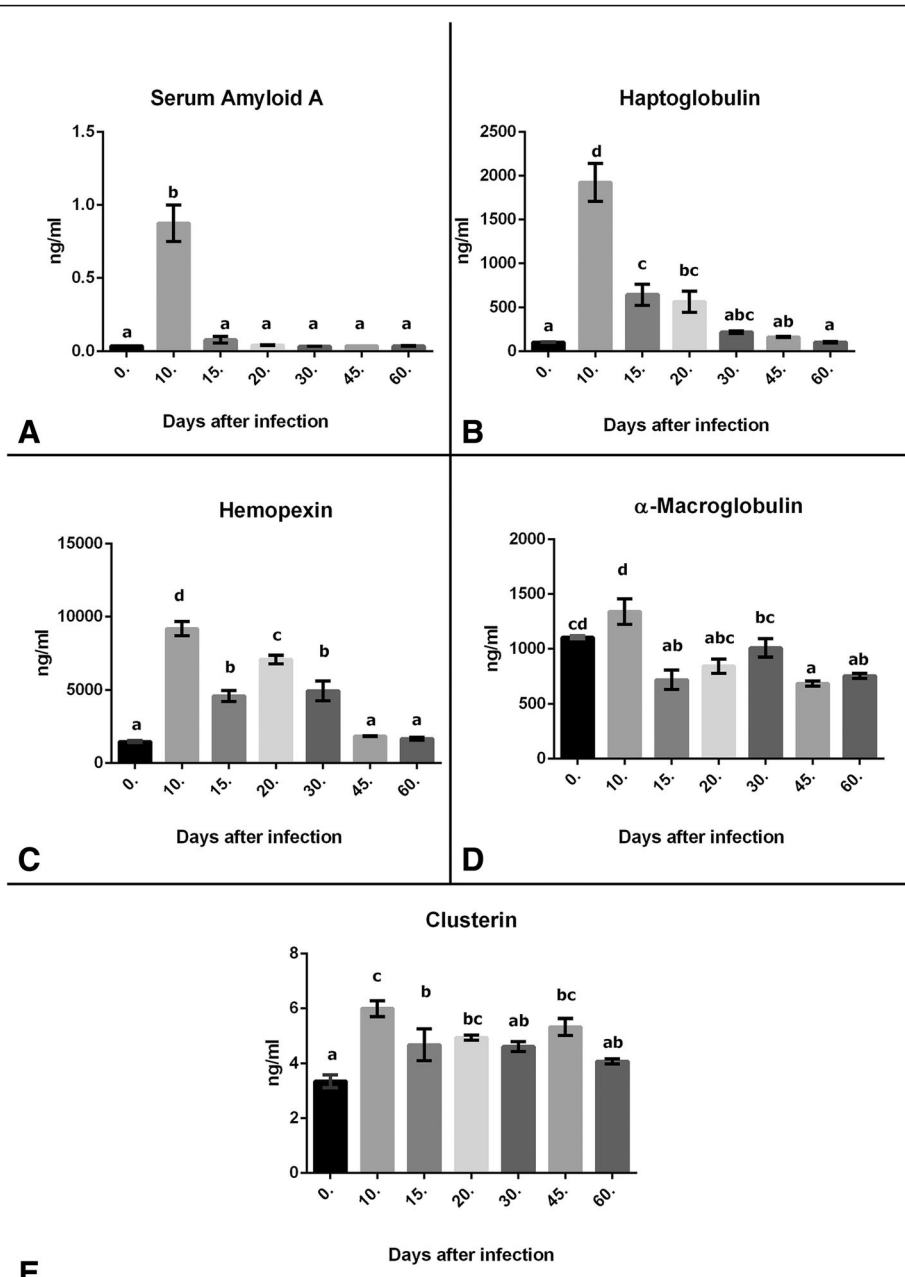 Serum Amyloid A
1.5
1.0
0.5
0.0
ng/ml
a
b
a
a
a
a
a
0.
10.
15.
20.
30.
45.
60.
Days after infection
A
Haptoglobulin
2500
2000
1500
1000
500
0
ng/ml
a
d
c
bc
abc
ab
a
0.
10.
15.
20.
30.
45.
60.
Days after infection
B
Hemopexin
15000
10000
5000
0
ng/ml
a
d
b
c
b
a
a
0.
10.
15.
20.
30.
45.
60.
Days after infection
C
α-Macroglobulin
2000
1500
1000
500
0
ng/ml
cd
d
ab
abc
bc
a
ab
0.
10.
15.
20.
30.
45.
60.
Days after infection
D
Clusterin
8
6
4
2
0
ng/ml
a
c
b
bc
ab
bc
ab
0.
10.
15.
20.
30.
45.
60.
Days after infection